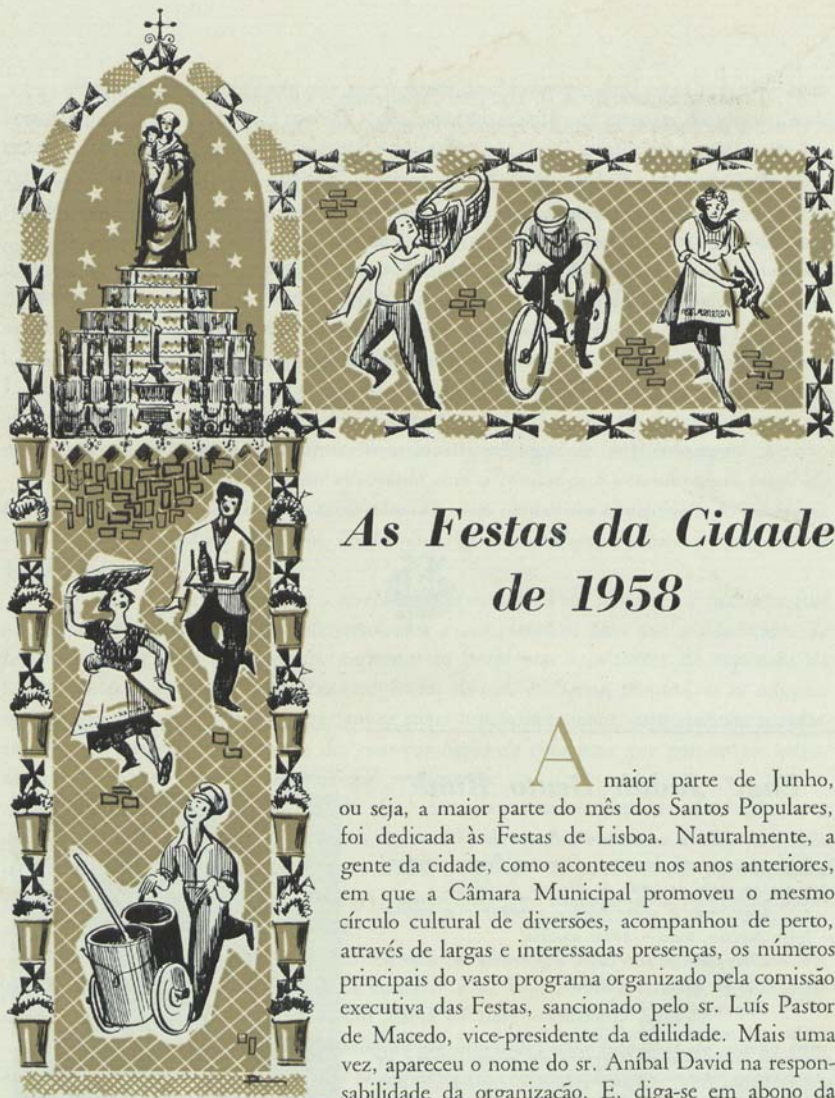 As Festas da Cidade
de 1958
A maior parte de Junho,
ou seja, a maior parte do mês dos Santos Populares,
foi dedicada às Festas de Lisboa. Naturalmente, a
gente da cidade, como aconteceu nos anos anteriores,
em que a Câmara Municipal promoveu o mesmo
círculo cultural de diversões, acompanhou de perto,
através de largas e interessadas presenças, os números
principais do vasto programa organizado pela comissão
executiva das Festas, sancionado pelo sr. Luís Pastor
de Macedo, vice-presidente da edilidade. Mais uma
vez, apareceu o nome do sr. Aníbal David na respon-
sabilidade da organização. E, diga-se em abono da